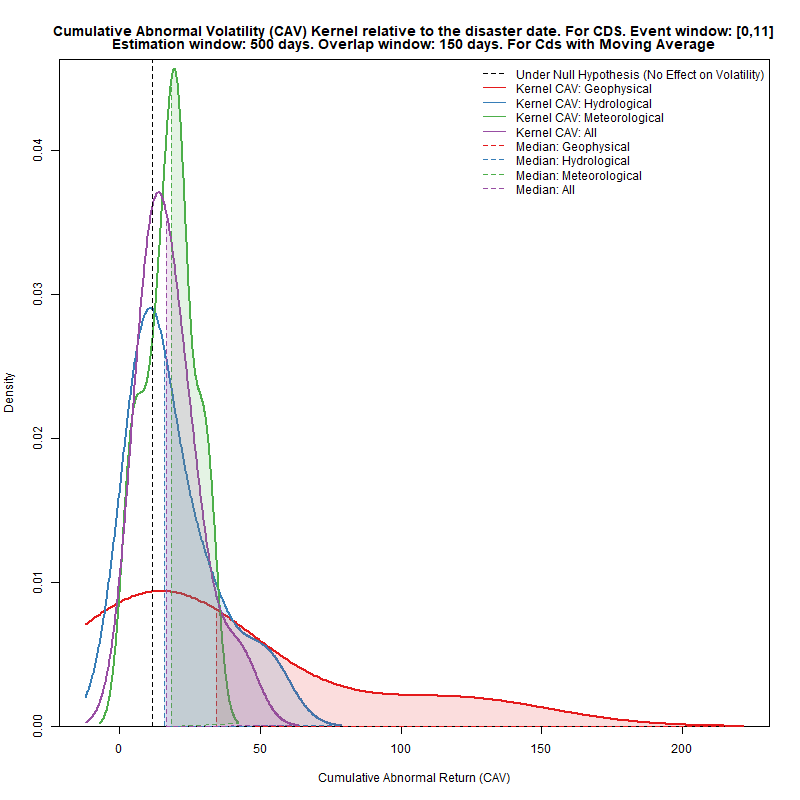 Cumulative Abnormal Volatility (CAV) Kernel relative to the disaster date. For CDS. Event window: [0,11]
Estimation window: 500 days. Overlap window: 150 days. For Cds with Moving Average
Under Null Hypothesis (No Effect on Volatility)
Kernel CAV: Geophysical
Kernel CAV: Hydrological
Kernel CAV: Meteorological
Kernel CAV: All
Median: Geophysical
Median: Hydrological
Median: Meteorological
Median: All
Density
0.04
0.03
0.02
0.01
0.00
0
50
100
150
200
Cumulative Abnormal Return (CAV)